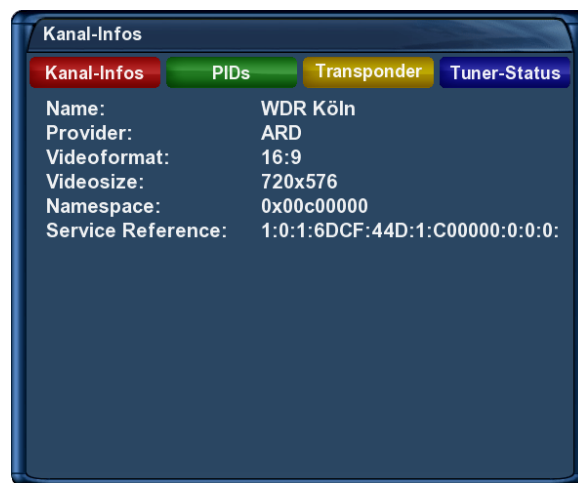 Kanal-Infos
Kanal-Infos PIDs Transponder Tuner-Status
Name: WDR Köln
Provider: ARD
Videoformat: 16:9
Videosize: 720x576
Namespace: 0x00c00000
Service Reference: 1:0:1:6DCF:44D:1:C00000:0:0:0: